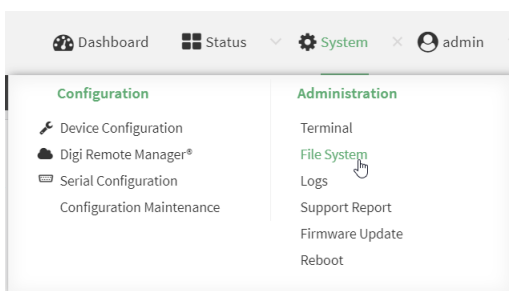 Dashboard Status System admin
Configuration
Device Configuration
Digi Remote Manager®
Serial Configuration
Configuration Maintenance
Administration
Terminal
File System
Logs
Support Report
Firmware Update
Reboot